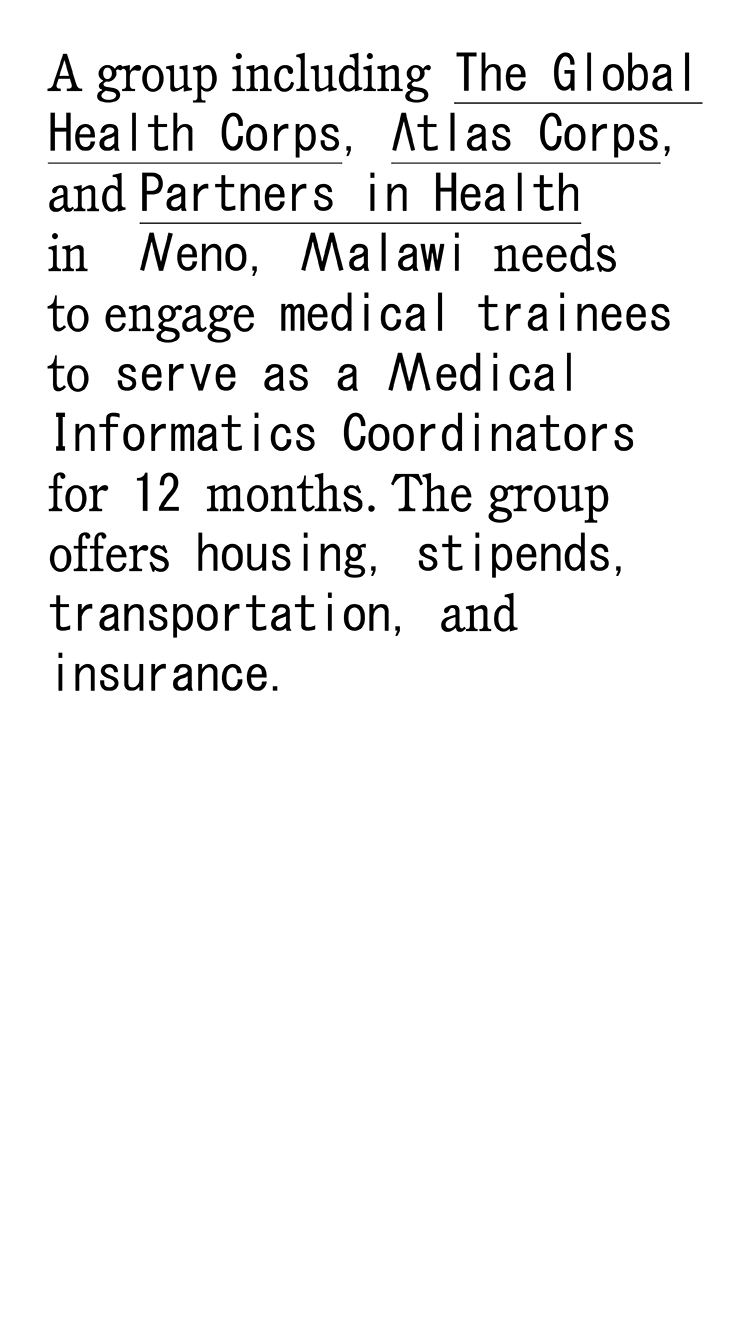 A group including The Global
Health Corps, Atlas Corps,
and Partners in Health
in Neno, Malawi needs
to engage medical trainees
to serve as a Medical
Informatics Coordinators
for 12 months. The group
offers housing, stipends,
transportation, and
insurance.